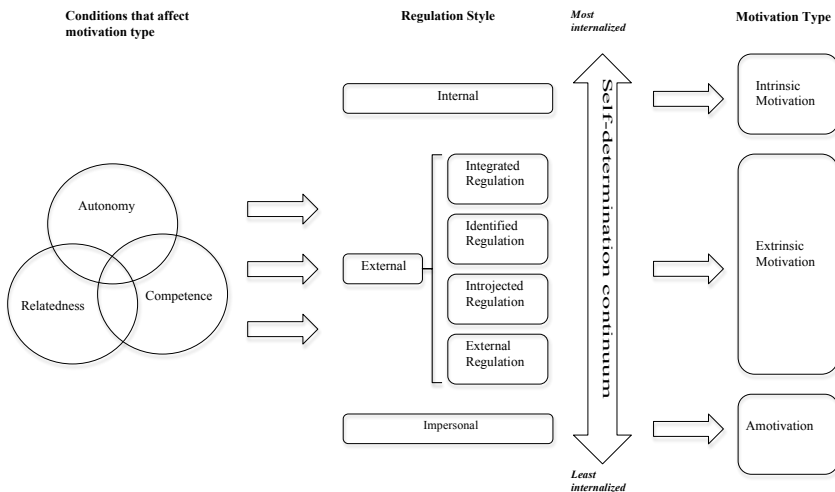 Conditions that affect
motivation type
Regulation Style
Most
internalized
Motivation Type
Internal
Intrinsic
Motivation
Autonomy
Relatedness
Competence
External
Integrated
Regulation
Identified
Regulation
Introjected
Regulation
External
Regulation
Self-determination continuum
Extrinsic
Motivation
Impersonal
Amotivation
Least
internalized